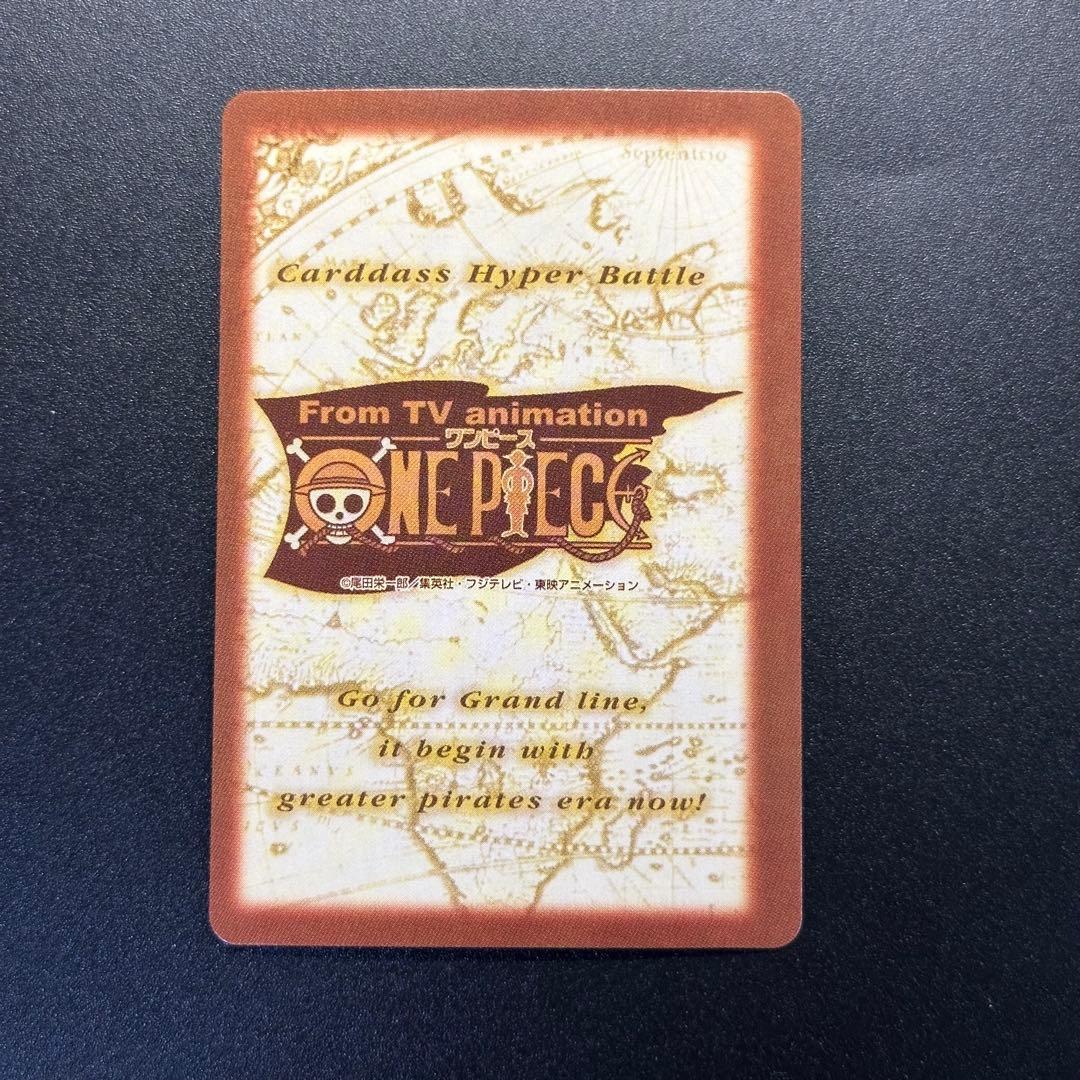 Septentrio
Carddass Hyper Battle
From TV animation
ワンピース
ONE PIECE
©尾田栄一郎／集英社・フジテレビ・東映アニメーション
Go for Grand line,
it begin with
greater pirates era now!